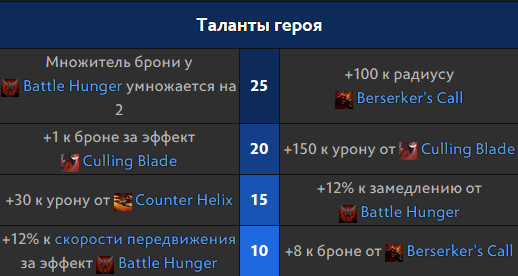 Таланты героя
Множитель брони у
Battle Hunger умножается на
2
25
+100 к радиусу
Berserker's Call
+1 к броне за эффект
Culling Blade
20
+150 к урону от Culling Blade
+30 к урону от Counter Helix
15
+12% к замедлению от
Battle Hunger
+12% к скорости передвижения
за эффект Battle Hunger
10
+8 к броне от Berserker's Call